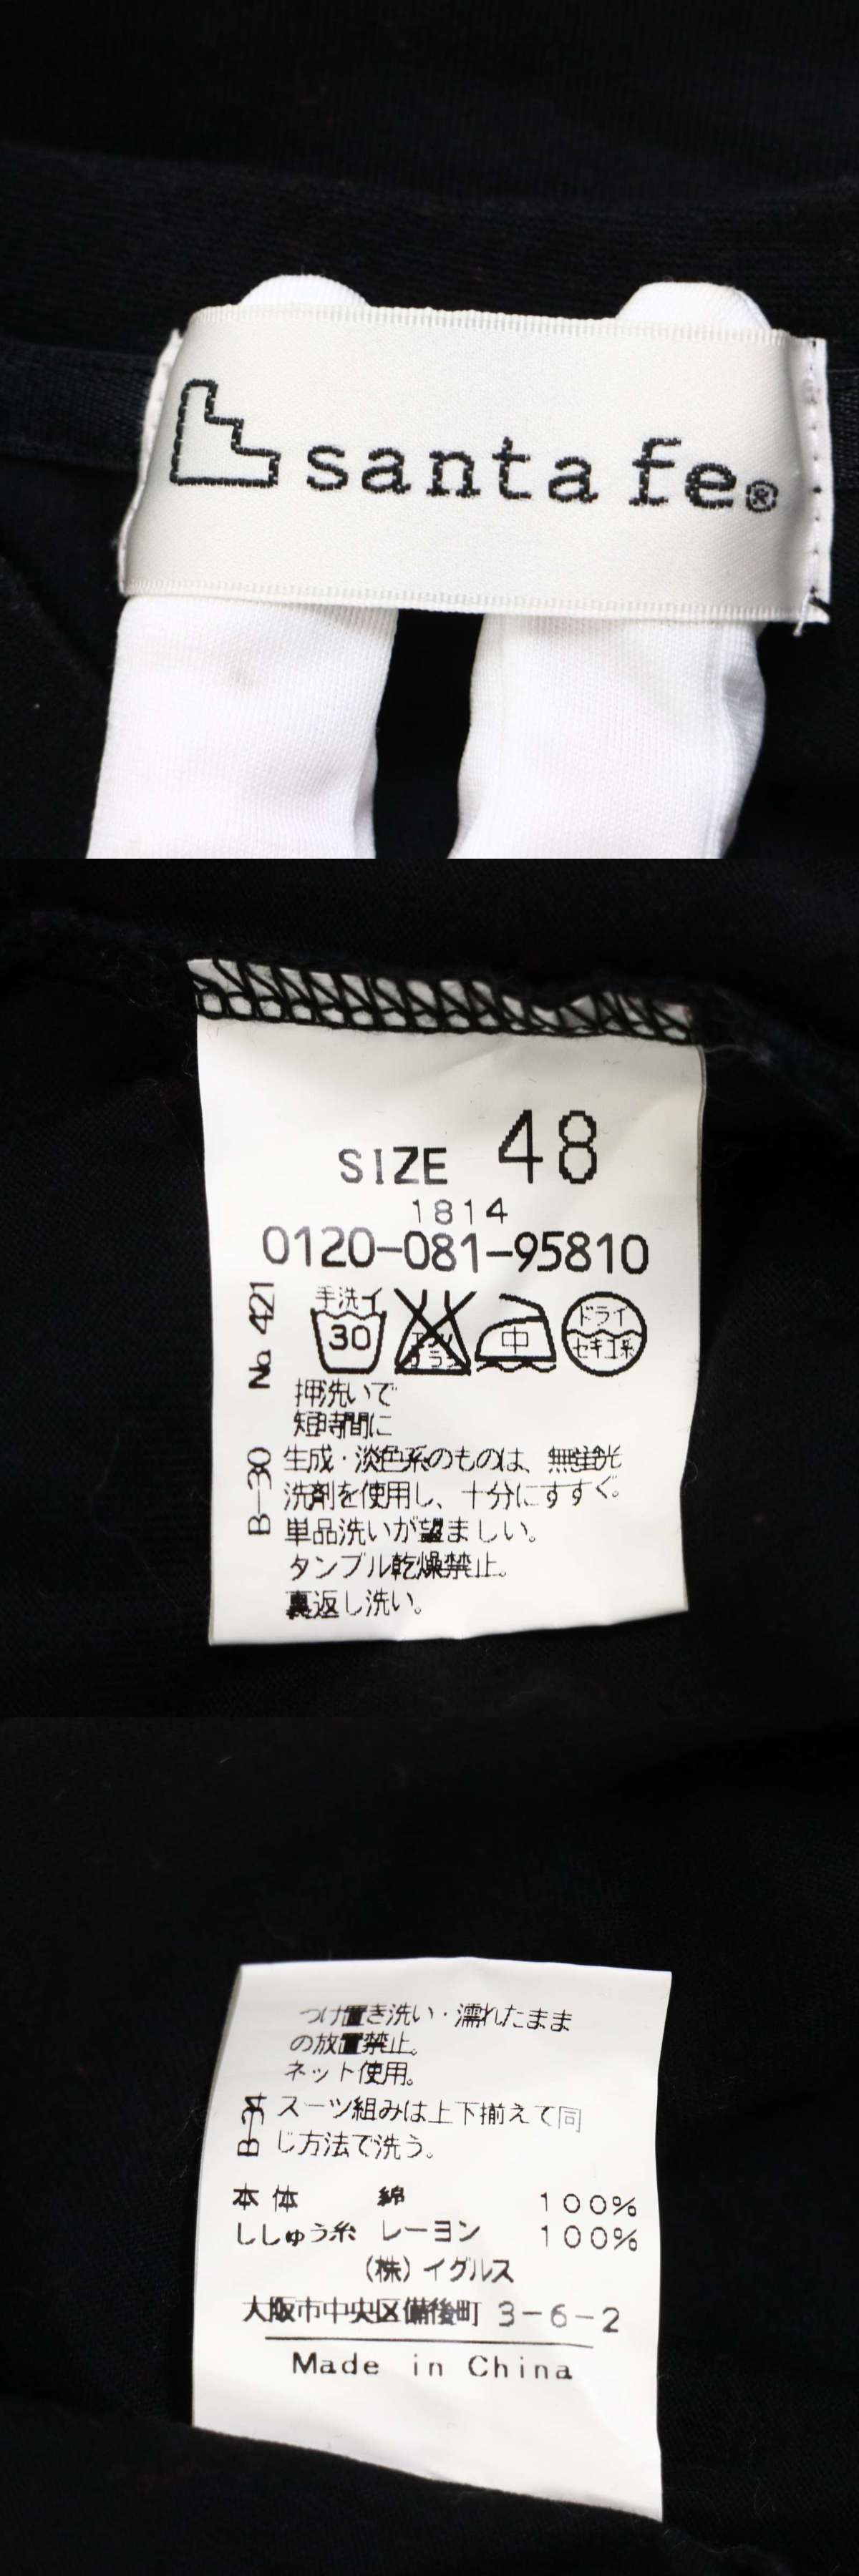 santa fe®
SIZE 48
1814
0120-081-95810
No. 421
手洗イ
30
エンソ
サラシ
中
ドライ
セキユ系
押洗いで
短時間に
B-30
生成・淡色系のものは、無蛍光
洗剤を使用し、十分にすすぐ。
単品洗いが望ましい。
タンブル乾燥禁止。
裏返し洗い。
つけ置き洗い・濡れたまま
の放置禁止。
ネット使用。
スーツ組みは上下揃えて同
じ方法で洗う。
本体 綿 100%
ししゅう糸 レーヨン 100%
(株)イグルス
大阪市中央区備後町 3-6-2
Made in China